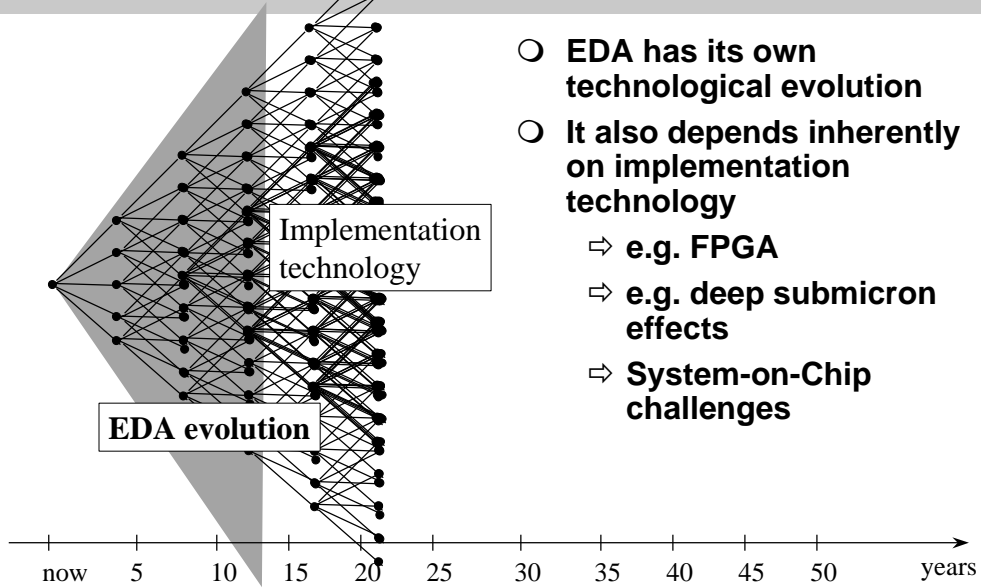 ❍ EDA has its own
technological evolution
❍ It also depends inherently
on implementation
technology
⇨ e.g. FPGA
⇨ e.g. deep submicron
effects
⇨ System-on-Chip
challenges
Implementation
technology
EDA evolution
now 5 10 15 20 25 30 35 40 45 50 years